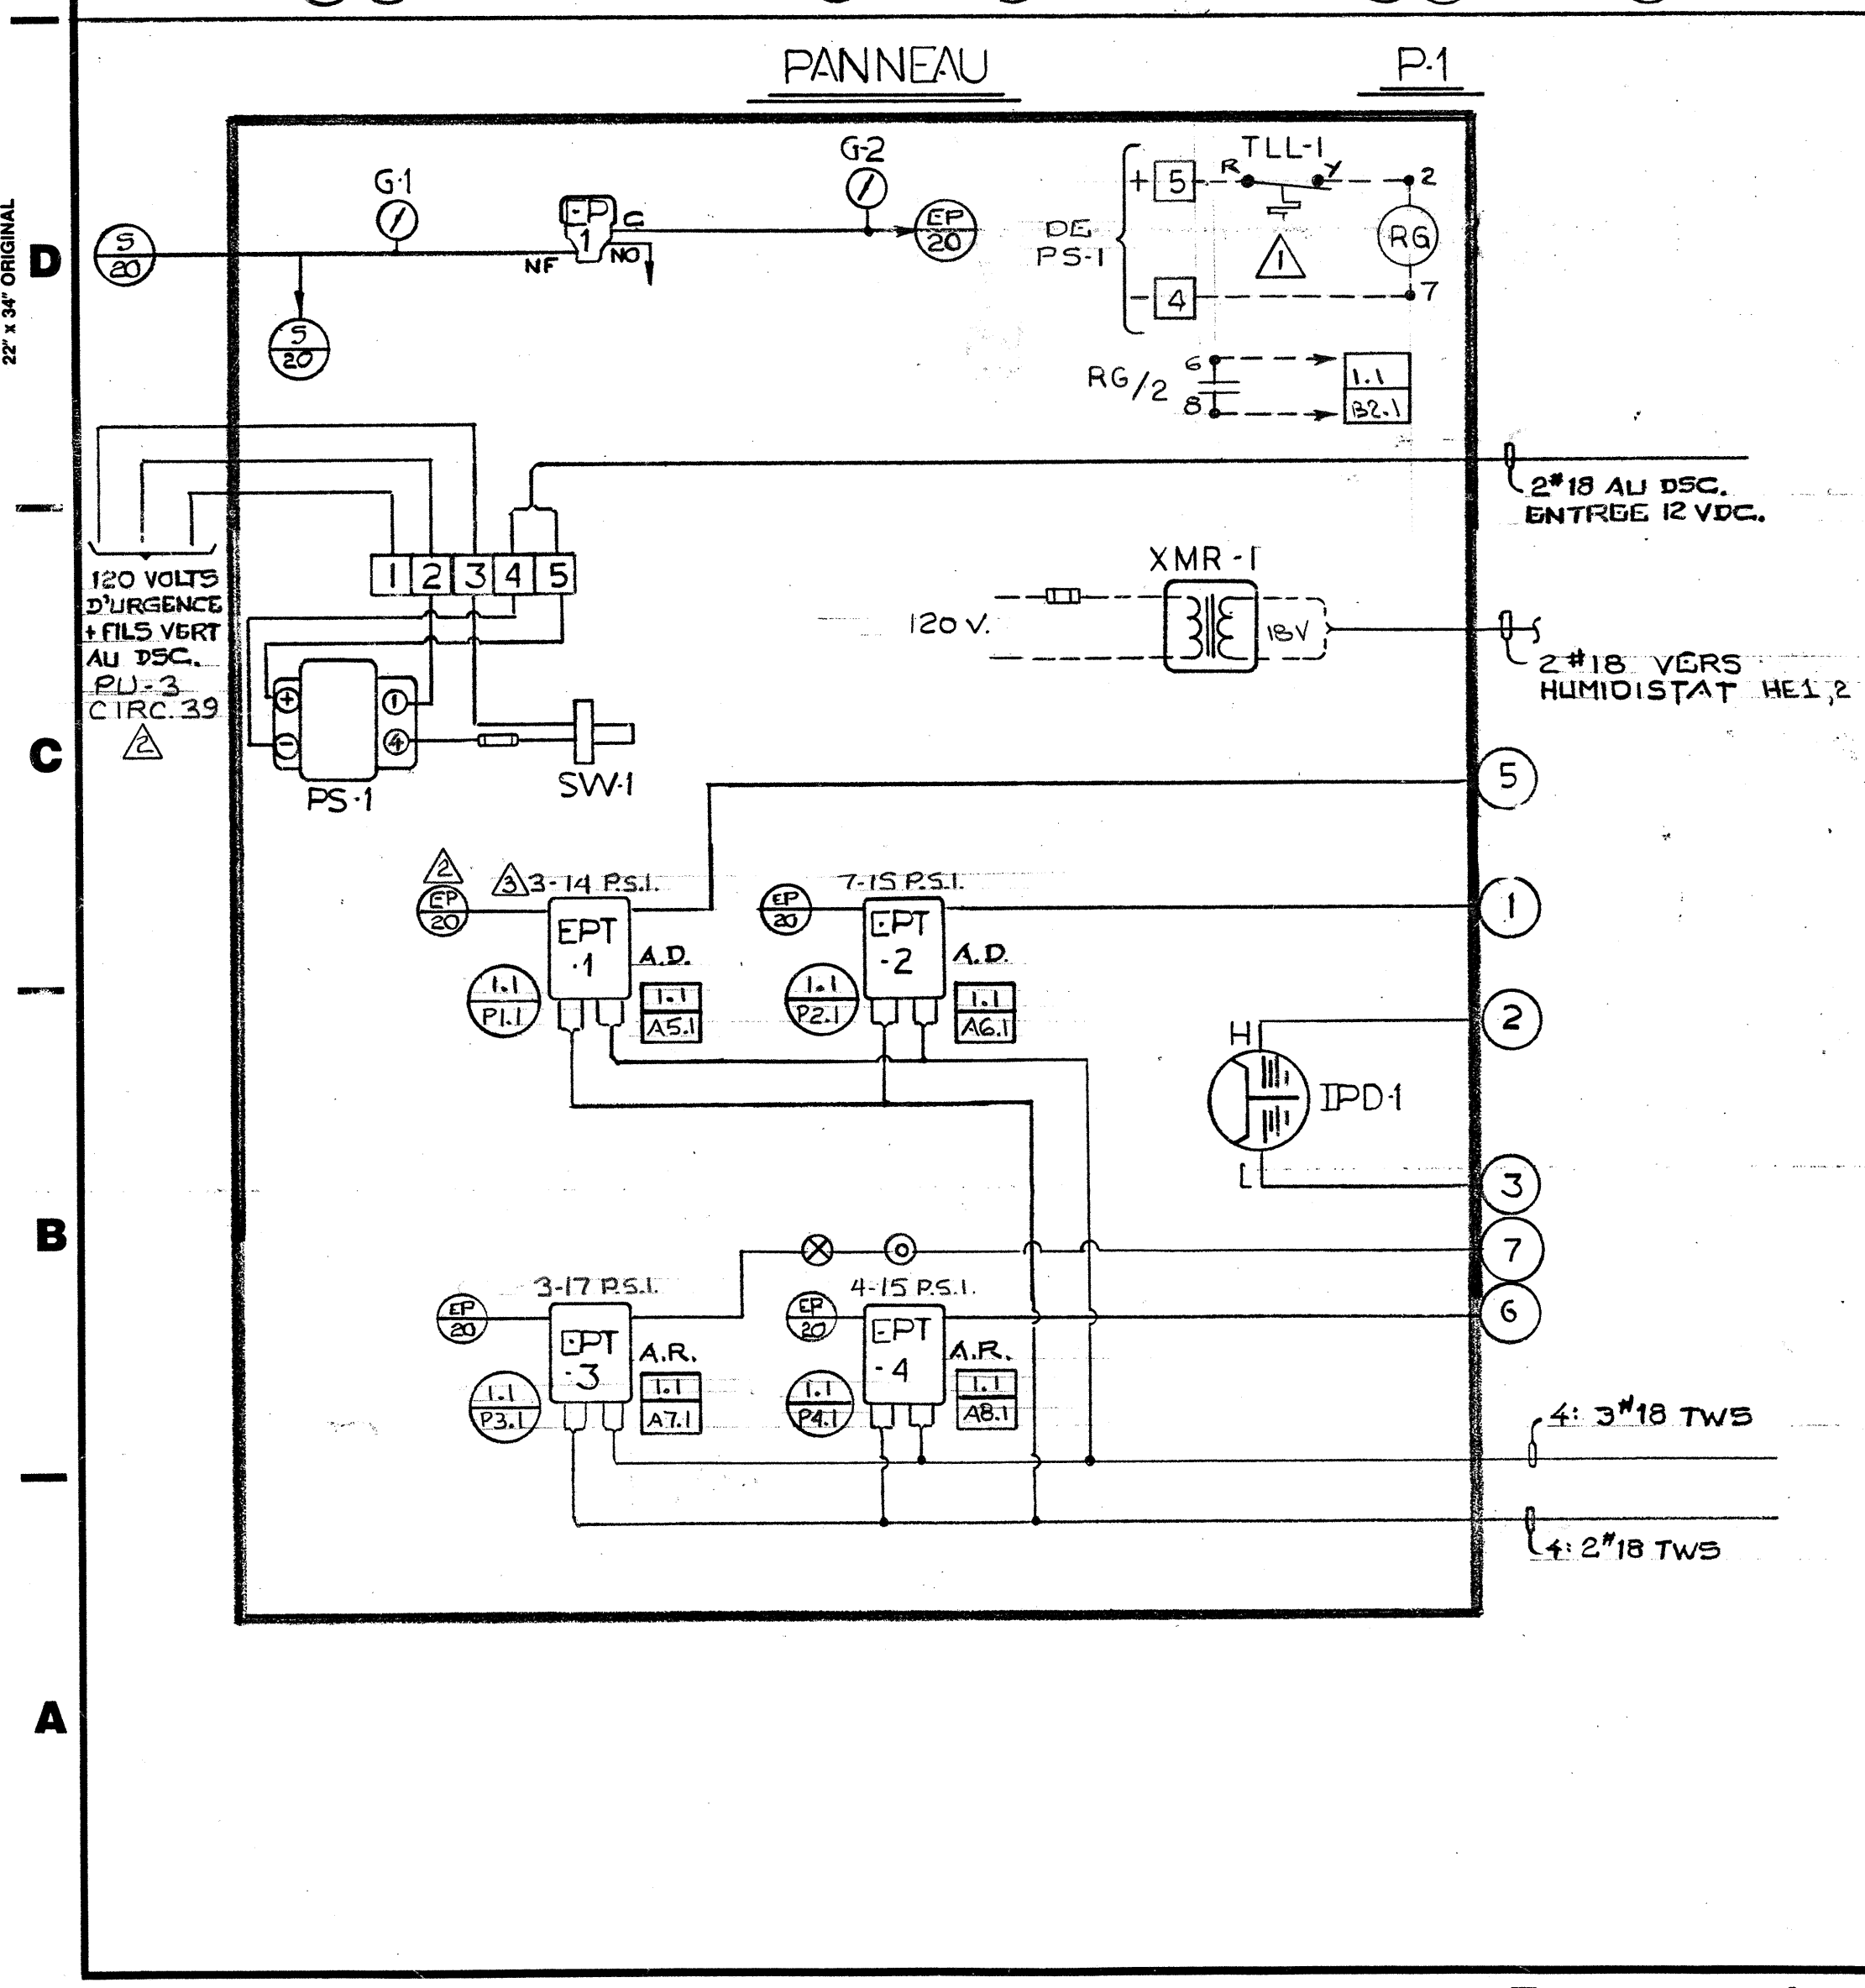 PANNEAU
P-1
22" x 34" ORIGINAL
D
C
B
A
S
20
G-1
S
20
EP
1
C
NF
NO
G-2
EP
20
DE
PS-1
+ 5
- 4
R
TLL-1
Y
2
RG
7
1
RG/2
6
8
1.1
B2.1
2#18 AU DSC.
ENTREE 12 VDC.
120 VOLTS
D'URGENCE
+ FILS VERT
AU DSC.
PU-3
CIRC. 39
2
1 2 3 4 5
+
-
1
4
PS-1
SW-1
XMR-1
120 V.
18V
2 #18 VERS
HUMIDISTAT HE1,2
5
2
EP
20
3
3-14 P.S.I.
EPT
-1
A.D.
1.1
P1.1
1.1
A5.1
EP
20
7-15 P.S.I.
EPT
-2
A.D.
1.1
P2.1
1.1
A6.1
1
2
H
IPD-1
L
3
7
6
EP
20
3-17 P.S.I.
EPT
-3
A.R.
1.1
P3.1
1.1
A7.1
EP
20
4-15 P.S.I.
EPT
-4
A.R.
1.1
P4.1
1.1
A8.1
4: 3#18 TWS
4: 2#18 TWS